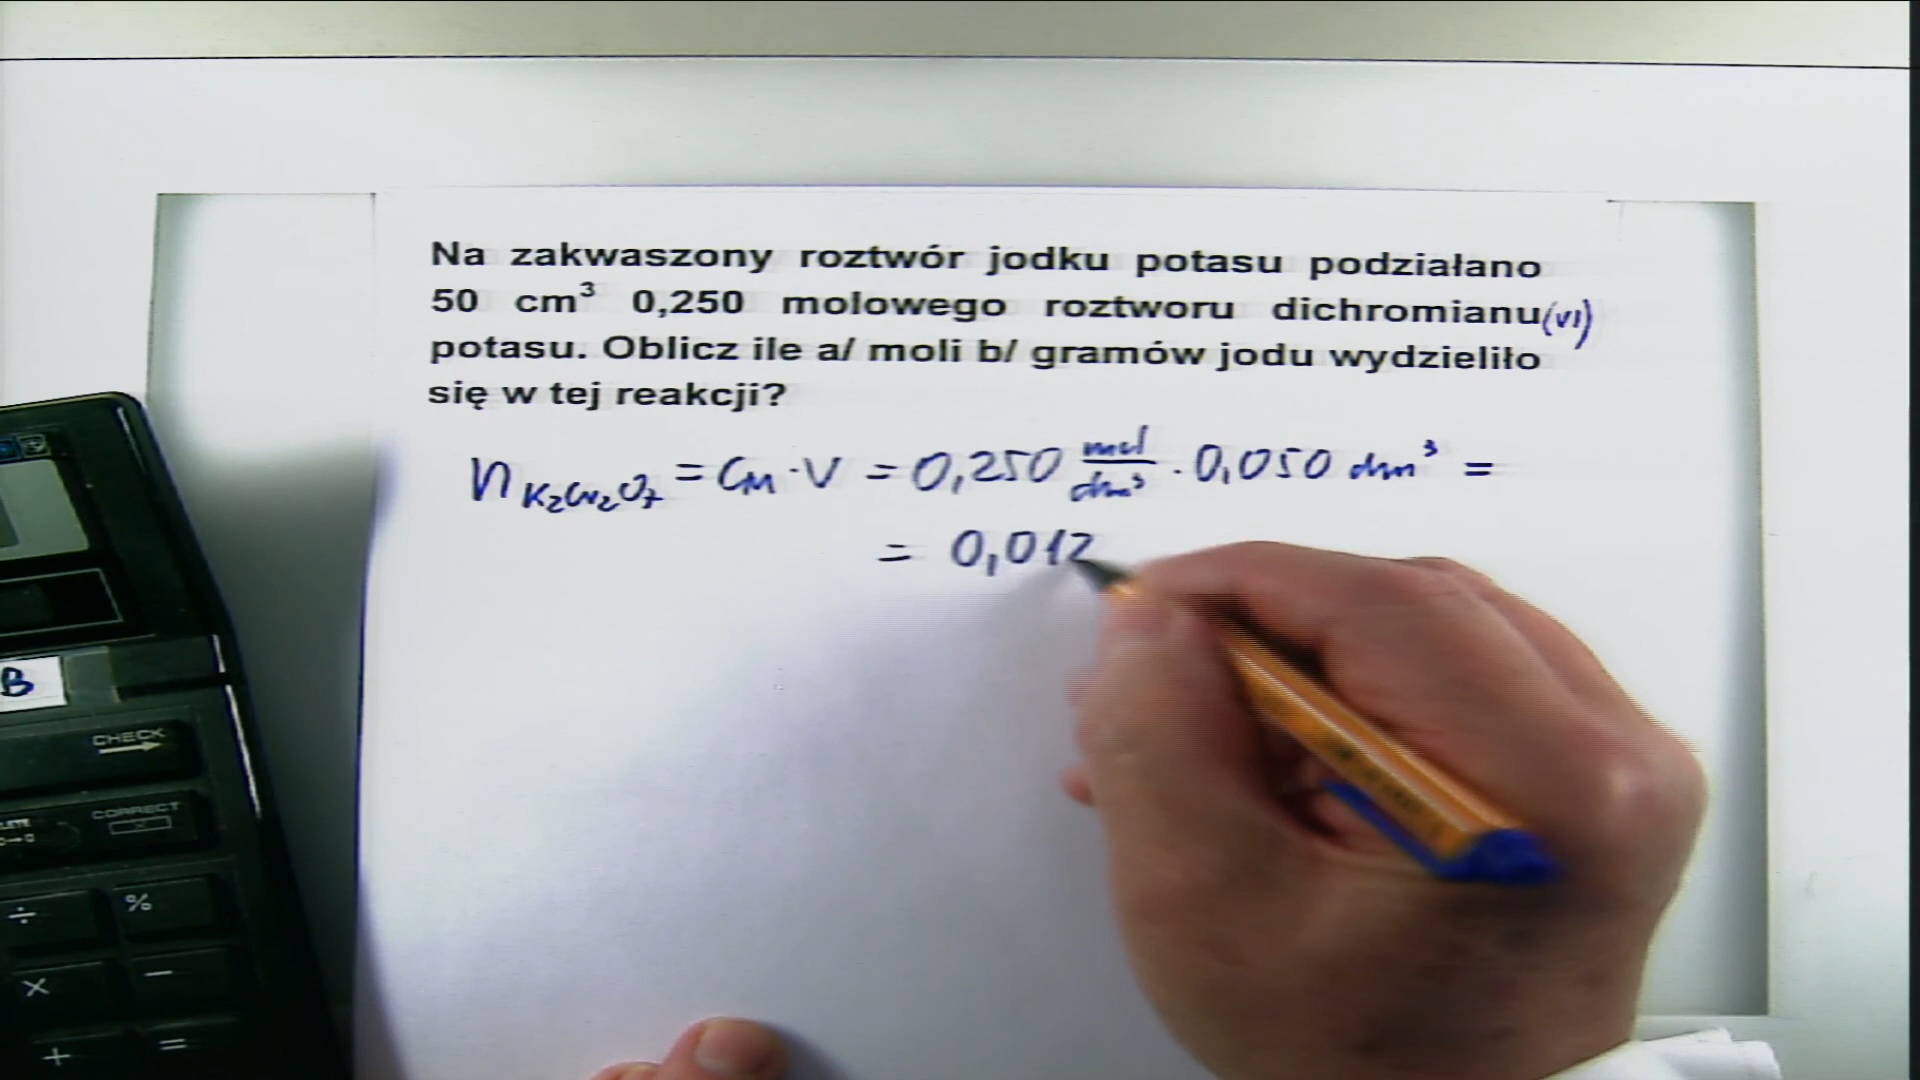 Na zakwaszony roztwór jodku potasu podziałano
50 cm³ 0,250 molowego roztworu dichromianu(VI)
potasu. Oblicz ile a/ moli b/ gramów jodu wydzieliło
się w tej reakcji?
n K₂Cr₂O₇ = CM · V = 0,250 mol/dm³ · 0,050 dm³ =
= 0,012
B
CHECK
CORRECT
÷ %
× −
+ =